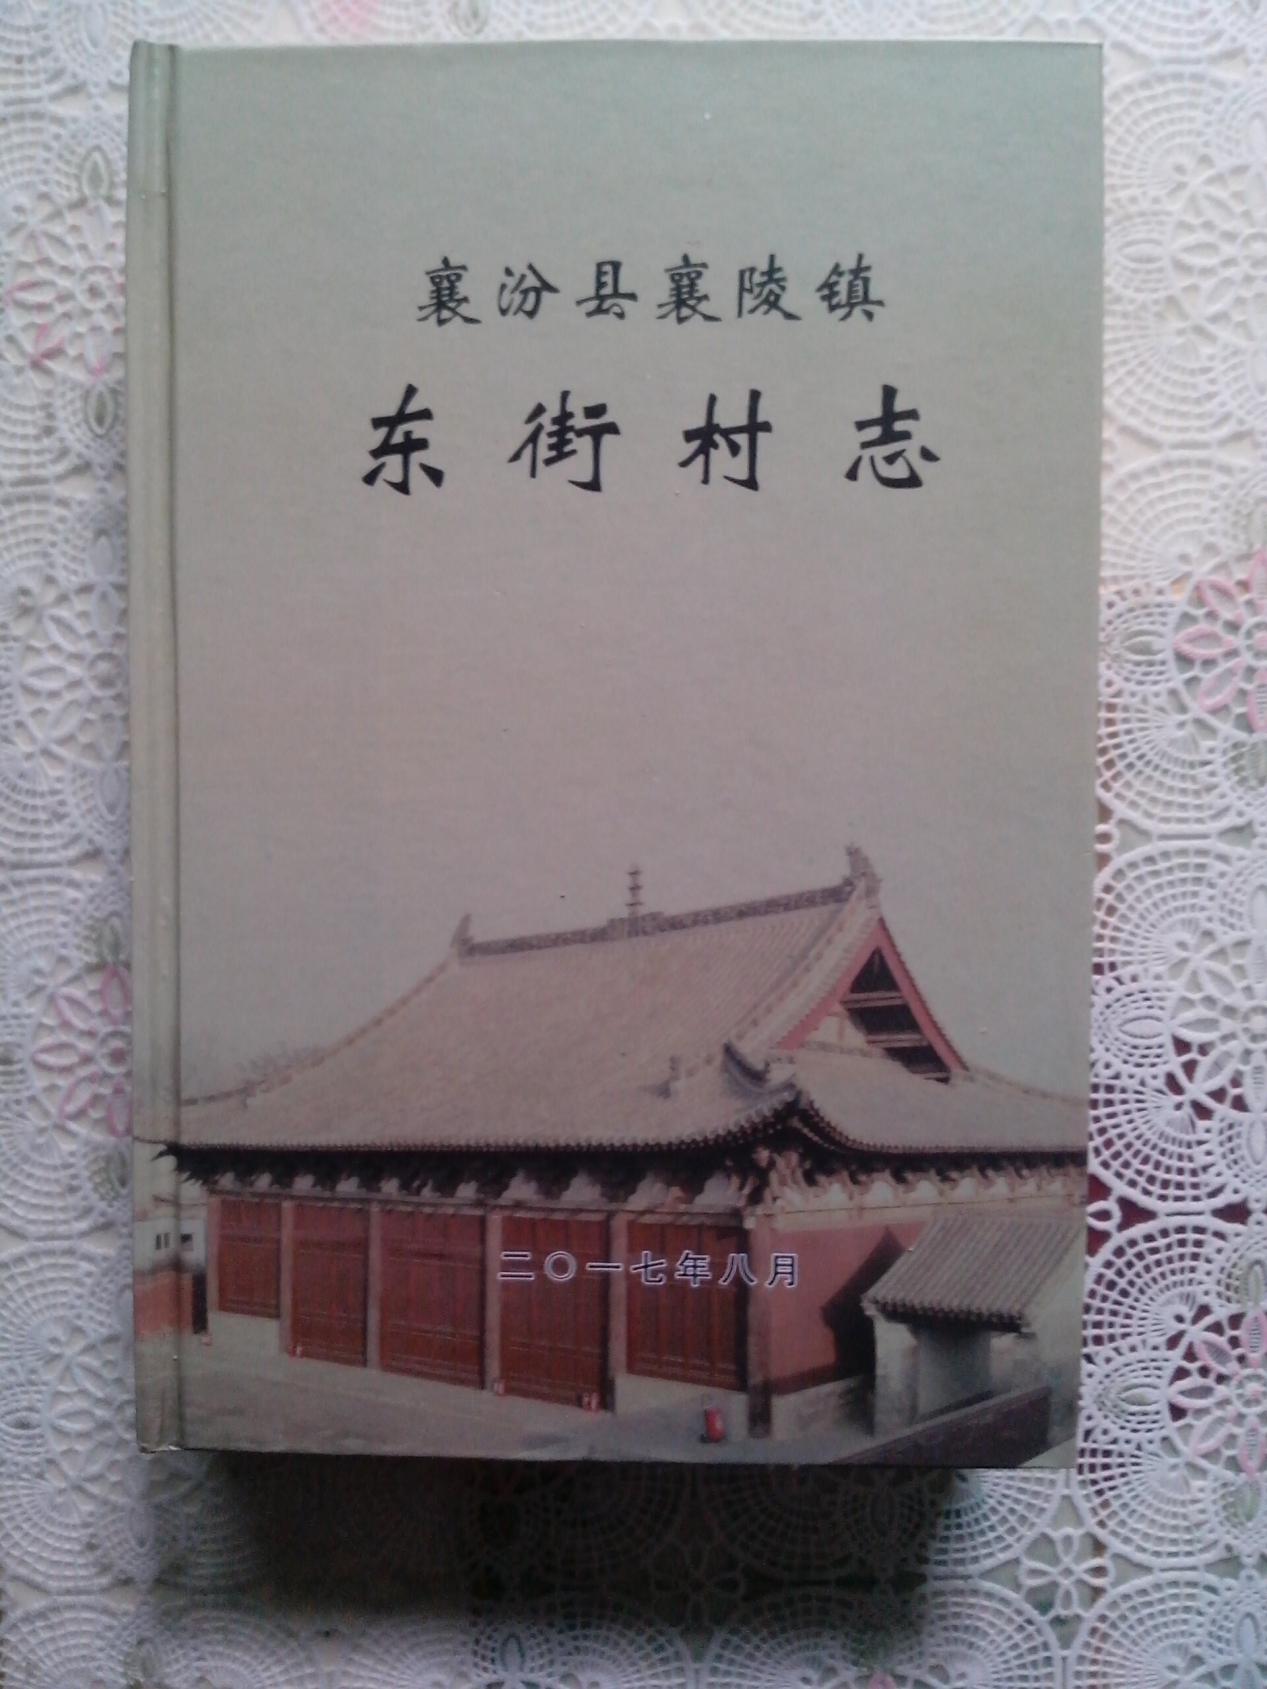 襄汾县襄陵镇
东街村志
二〇一七年八月